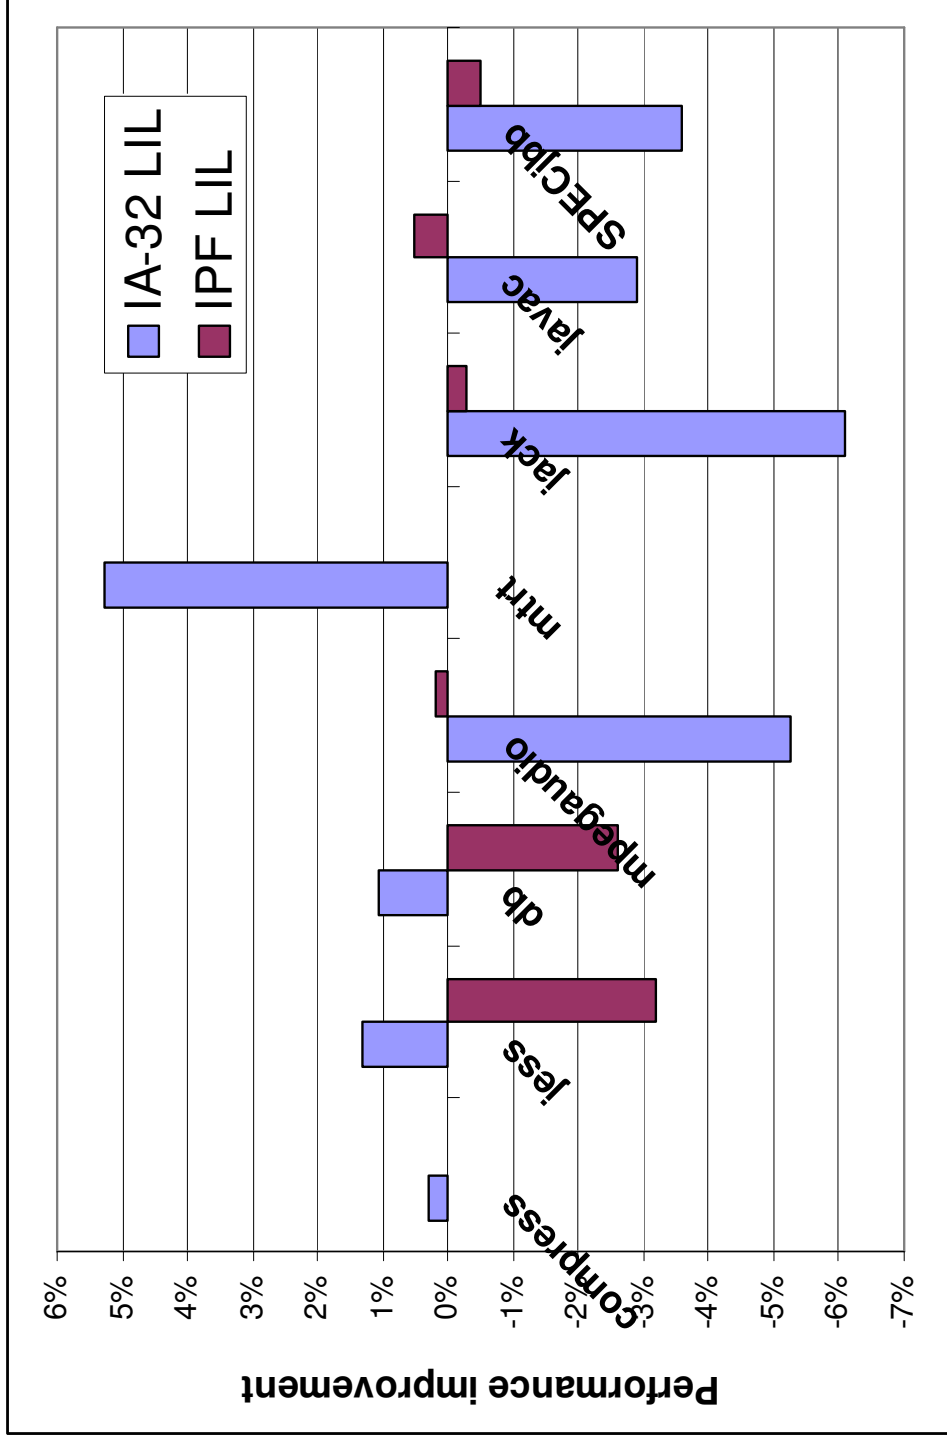 Performance improvement
6%
5%
4%
3%
2%
1%
0%
-1%
-2%
-3%
-4%
-5%
-6%
-7%
compress
jess
db
mpegaudio
mtrt
jack
javac
SPECjbb
IA-32 LIL
IPF LIL